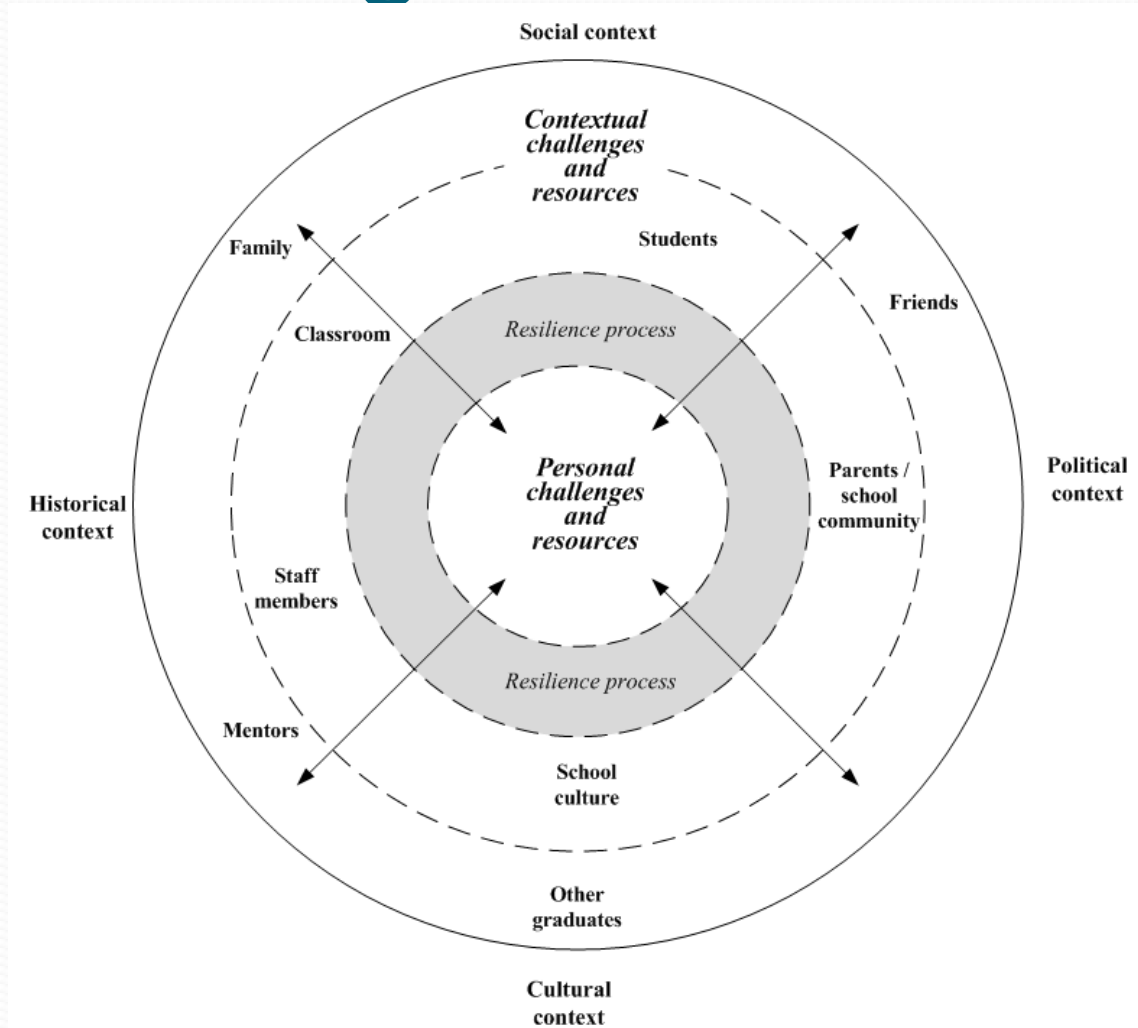 Social context
Contextual
challenges
and
resources
Students
Family
Friends
Classroom
Resilience process
Personal
challenges
and
resources
Parents /
school
community
Political
context
Historical
context
Staff
members
Resilience process
Mentors
School
culture
Other
graduates
Cultural
context